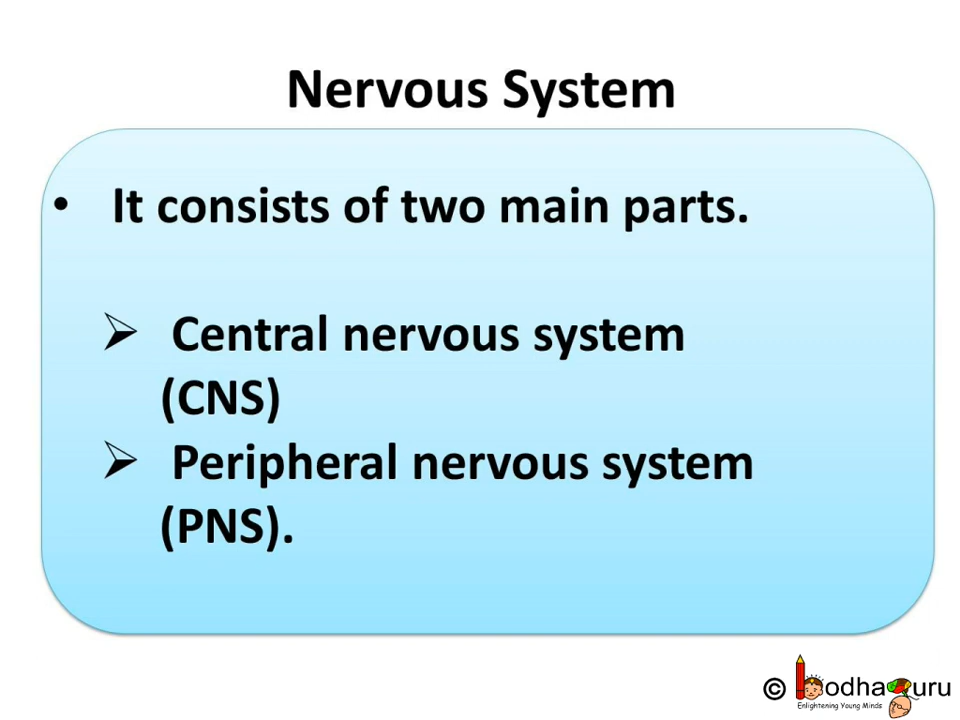 Nervous System
• It consists of two main parts.
➢ Central nervous system
(CNS)
➢ Peripheral nervous system
(PNS).
© bodhaguru
Enlightening Young Minds